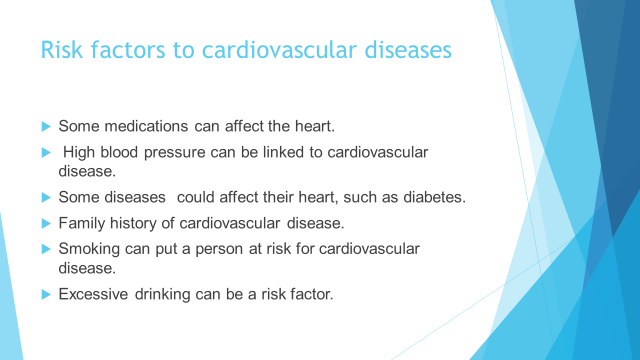 Risk factors to cardiovascular diseases
Some medications can affect the heart.
High blood pressure can be linked to cardiovascular
disease.
Some diseases could affect their heart, such as diabetes.
Family history of cardiovascular disease.
Smoking can put a person at risk for cardiovascular
disease.
Excessive drinking can be a risk factor.